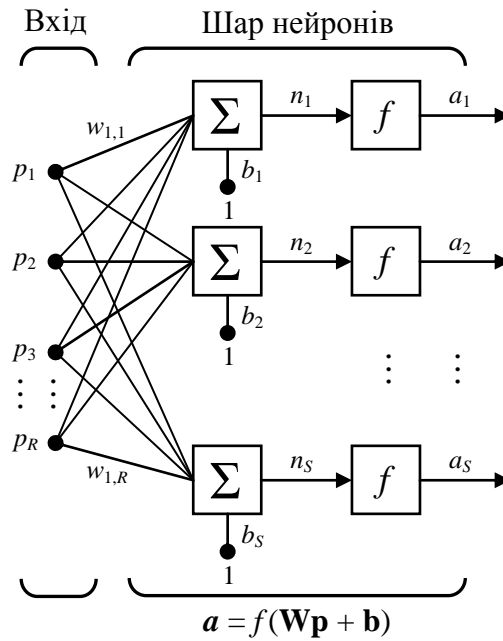 Вхід Шар нейронів
w1,1 n1 a1
Σ f
p1 b1
1
p2 n2 a2
Σ f
b2
p3 1
⋮ ⋮ ⋮ ⋮
pR
w1,R nS aS
Σ f
bS
1
a = f(Wp + b)